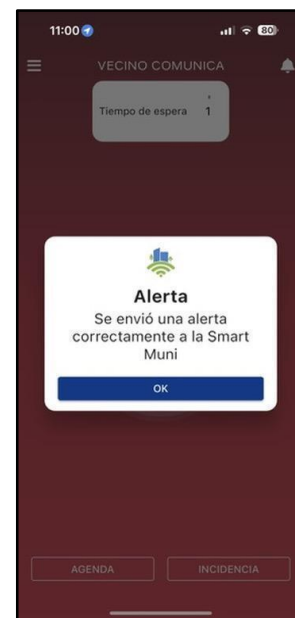 11:00
80
VECINO COMUNICA
Tiempo de espera 1
Alerta
Se envió una alerta
correctamente a la Smart
Muni
OK
AGENDA
INCIDENCIA